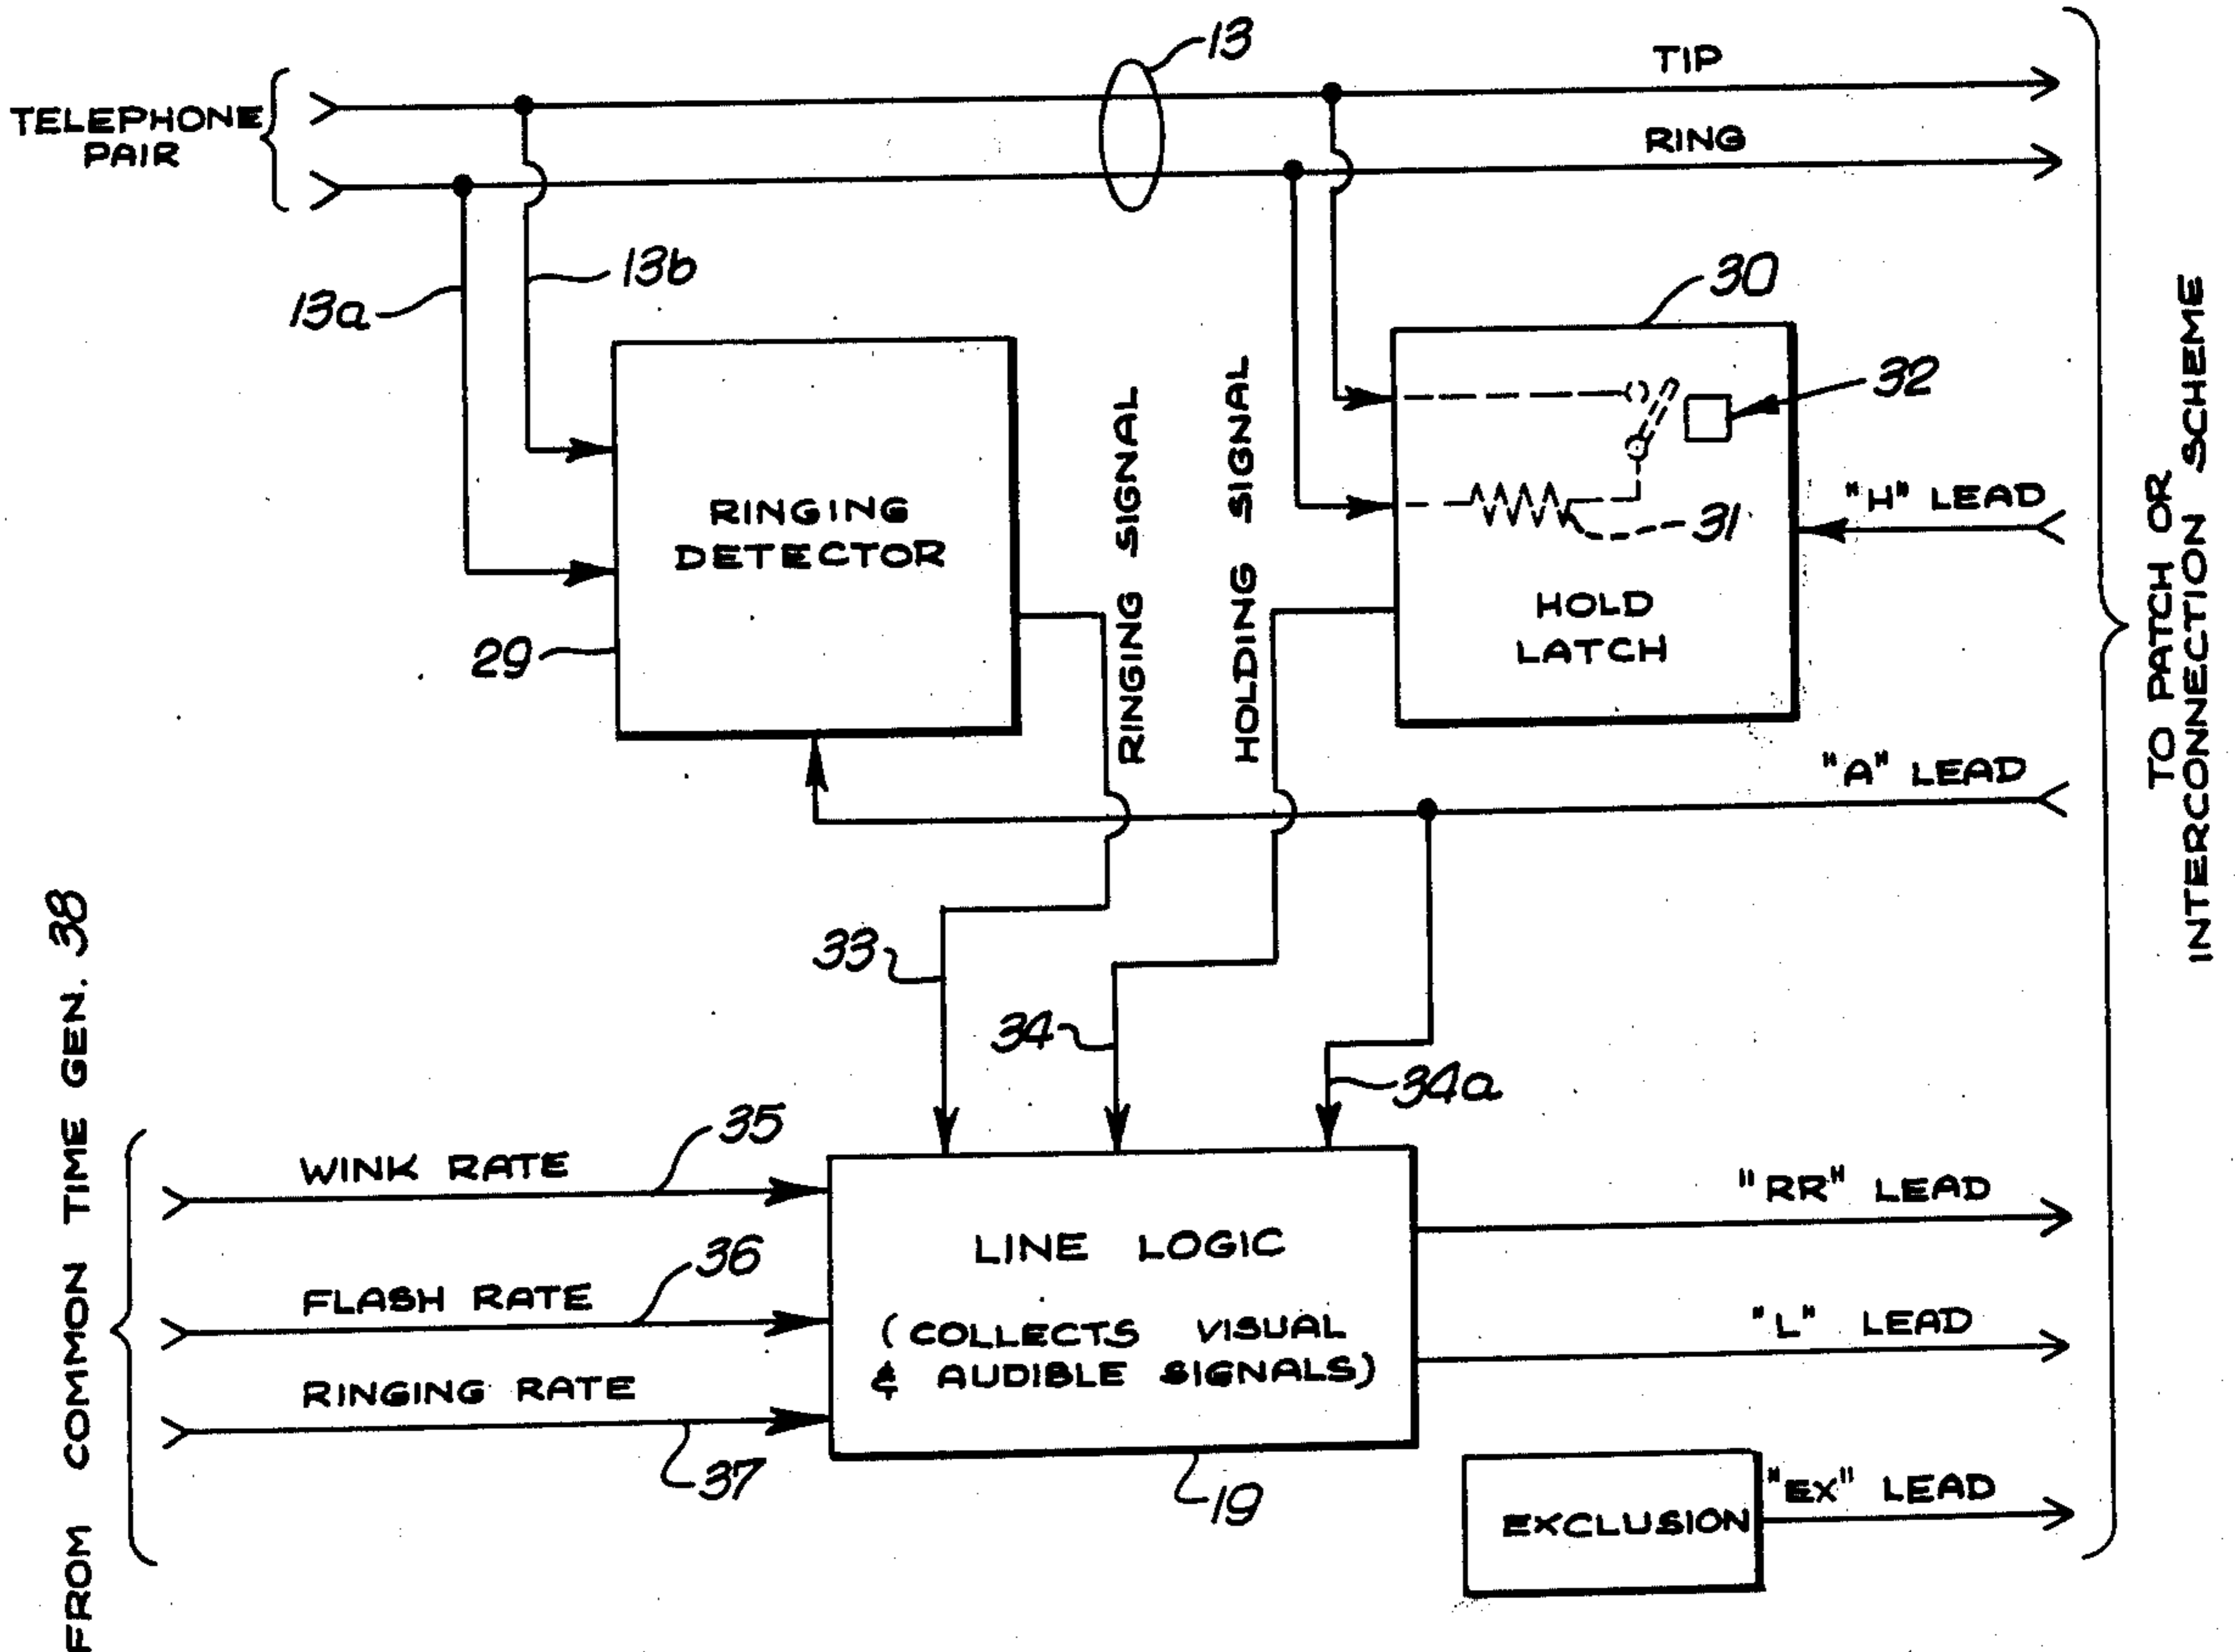 13
TIP
TELEPHONE
PAIR
RING
13a
13b
30
32
RINGING
DETECTOR
29
RINGING SIGNAL
HOLDING SIGNAL
31
HOLD
LATCH
"H" LEAD
"A" LEAD
TO PATCH OR
INTERCONNECTION SCHEME
33
34
34a
FROM COMMON TIME GEN. 38
WINK RATE
35
FLASH RATE
36
RINGING RATE
37
LINE LOGIC
(COLLECTS VISUAL
& AUDIBLE SIGNALS)
19
"RR" LEAD
"L" LEAD
EXCLUSION
"EX" LEAD